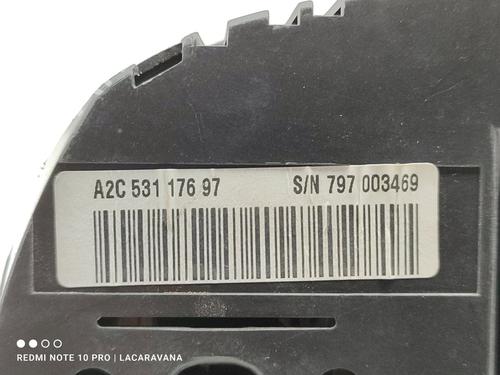 A2C 531 176 97 S/N 797 003469
REDMI NOTE 10 PRO | LACARAVANA